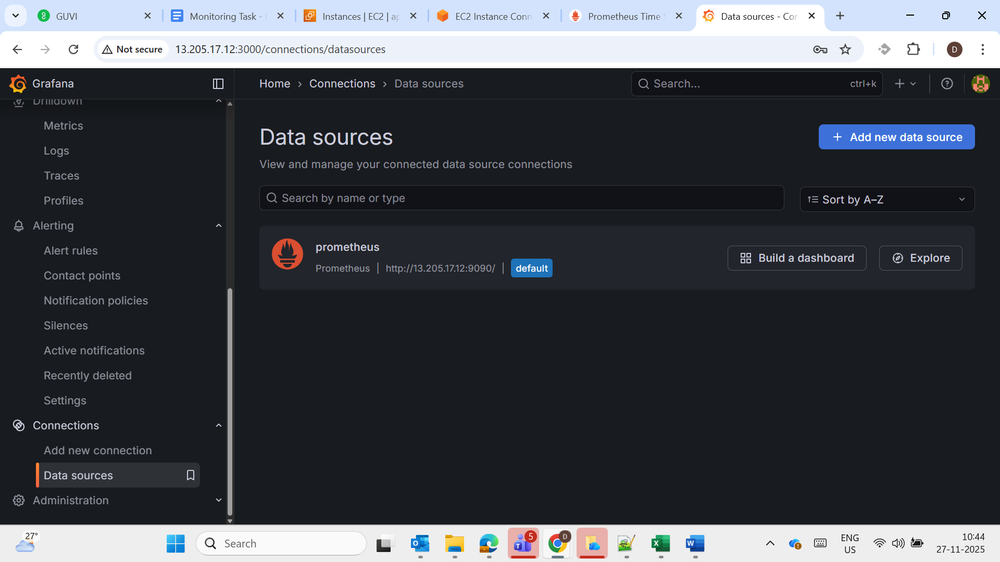 GUVI
Monitoring Task -
Instances | EC2 | ap
EC2 Instance Conn
Prometheus Time S
Data sources - Con
Not secure
13.205.17.12:3000/connections/datasources
D
Grafana
Home › Connections › Data sources
Search...
ctrl+k
Drilldown
Metrics
Logs
Traces
Profiles
Alerting
Alert rules
Contact points
Notification policies
Silences
Active notifications
Recently deleted
Settings
Connections
Add new connection
Data sources
Administration
Data sources
Add new data source
View and manage your connected data source connections
Search by name or type
Sort by A–Z
prometheus
Prometheus | http://13.205.17.12:9090/ | default
Build a dashboard
Explore
27°
Search
5
D
ENG
US
10:44
27-11-2025